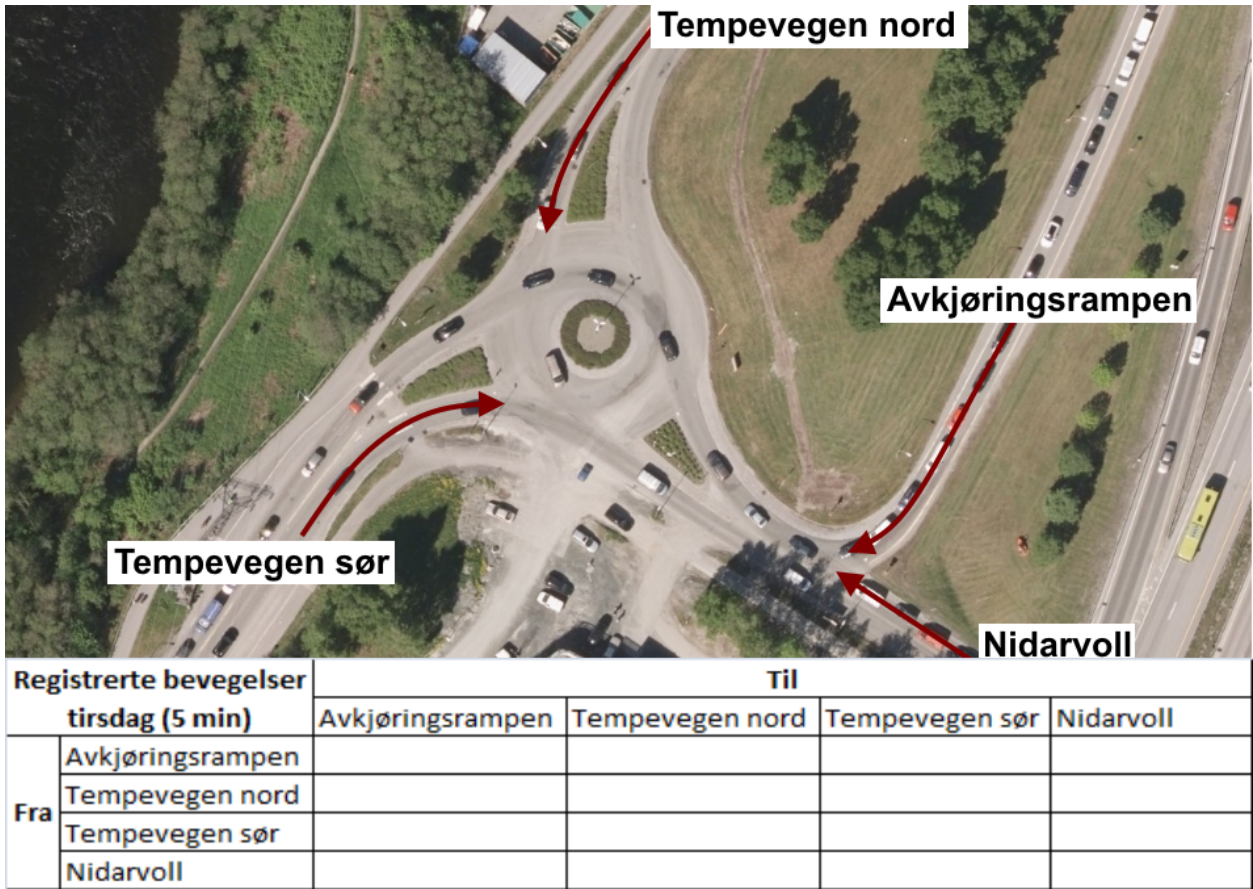 Tempevegen nord
Avkjøringsrampen
Tempevegen sør
Nidarvoll
Registrerte bevegelser
tirsdag (5 min)
Til
Avkjøringsrampen Tempevegen nord Tempevegen sør Nidarvoll
Fra
Avkjøringsrampen
Tempevegen nord
Tempevegen sør
Nidarvoll